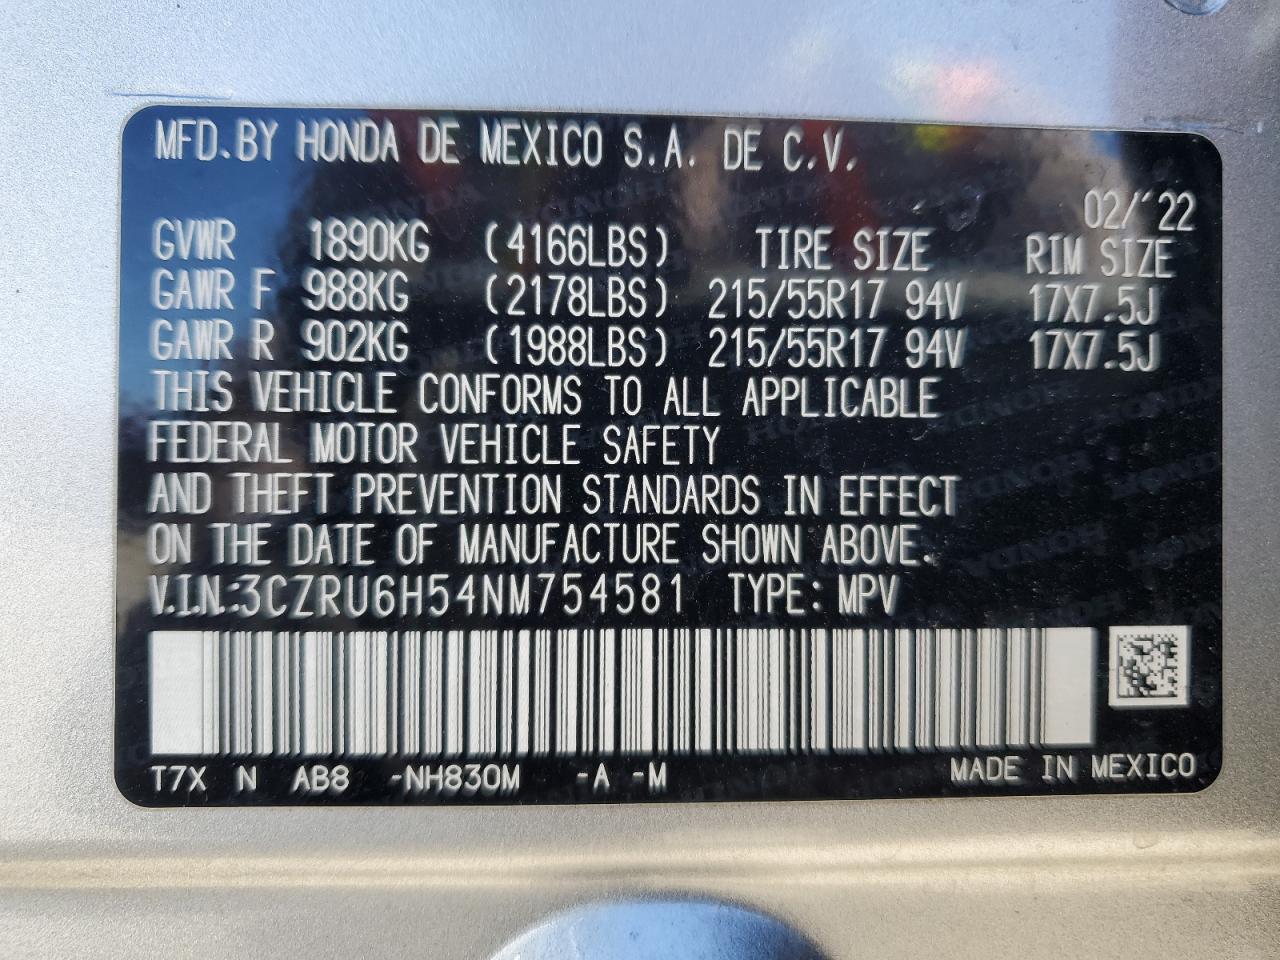 MFD.BY HONDA DE MEXICO S.A. DE C.V.
02/'22
GVWR 1890KG (4166LBS) TIRE SIZE RIM SIZE
GAWR F 988KG (2178LBS) 215/55R17 94V 17X7.5J
GAWR R 902KG (1988LBS) 215/55R17 94V 17X7.5J
THIS VEHICLE CONFORMS TO ALL APPLICABLE
FEDERAL MOTOR VEHICLE SAFETY
AND THEFT PREVENTION STANDARDS IN EFFECT
ON THE DATE OF MANUFACTURE SHOWN ABOVE.
V.I.N.:3CZRU6H54NM754581 TYPE: MPV
T7X N AB8 -NH830M -A -M MADE IN MEXICO